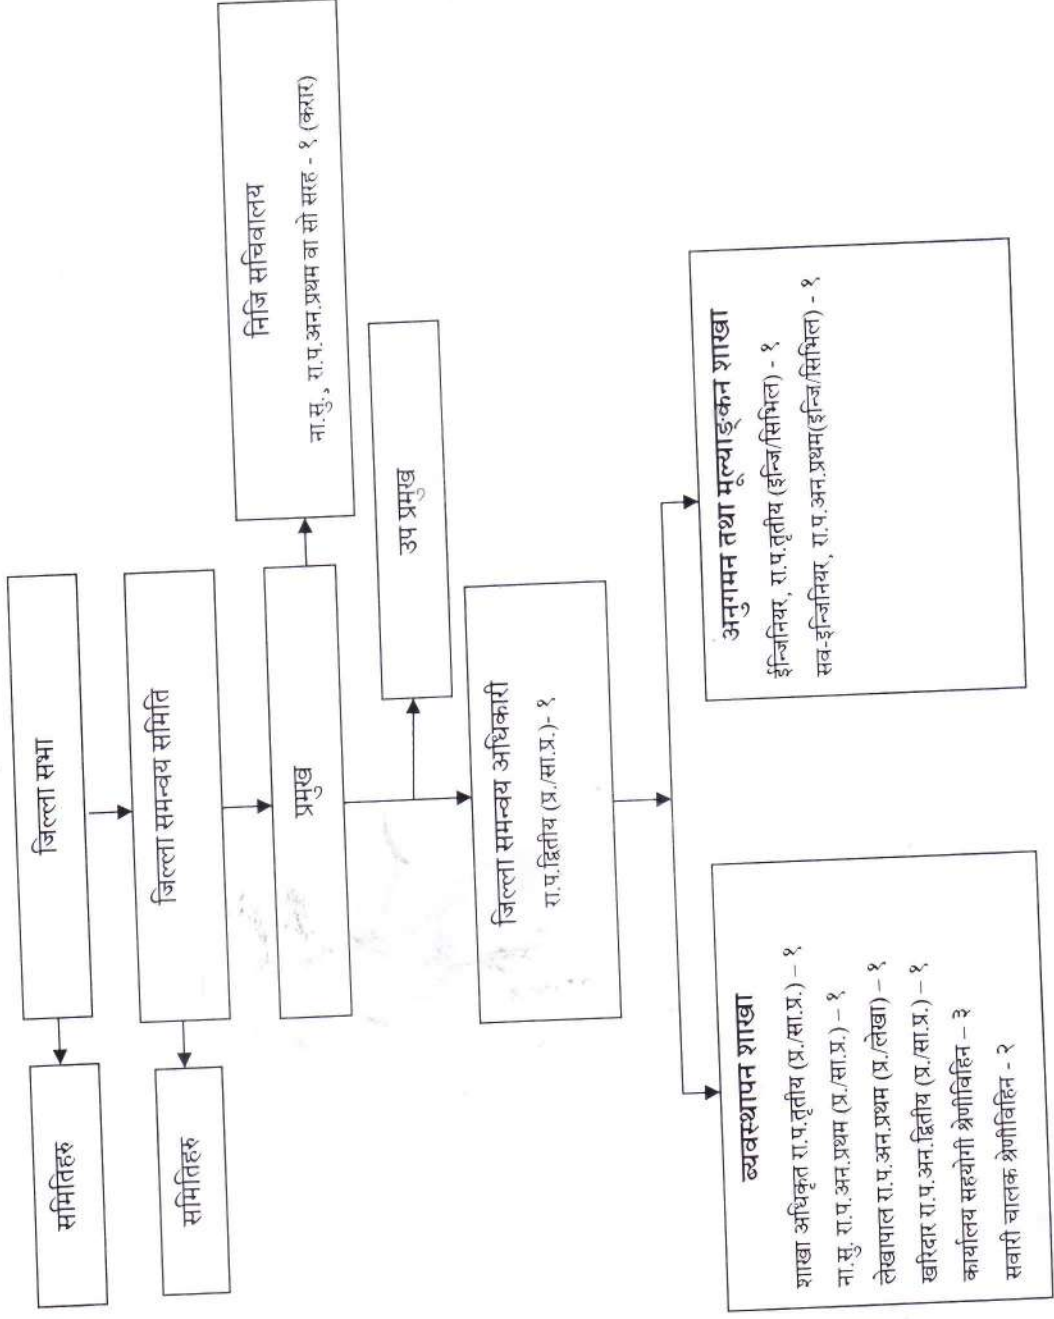 जिल्ला सभा
समितिहरु
जिल्ला समन्वय समिति
समितिहरु
प्रमुख
निजि सचिवालय
ना.सु., रा.प.अन.प्रथम वा सो सरह - १ (करार)
उप प्रमुख
जिल्ला समन्वय अधिकारी
रा.प.द्वितीय (प्र./सा.प्र.)- १
ब्यवस्थापन शाखा
शाखा अधिकृत रा.प.तृतीय (प्र./सा.प्र.) – १
ना.सु. रा.प.अन.प्रथम (प्र./सा.प्र.) – १
लेखापाल रा.प.अन.प्रथम (प्र./लेखा) – १
खरिदार रा.प.अन.द्वितीय (प्र./सा.प्र.) – १
कार्यालय सहयोगी श्रेणीविहिन – ३
सवारी चालक श्रेणीविहिन - २
अनुगमन तथा मूल्याङ्कन शाखा
ईन्जिनियर, रा.प.तृतीय (इन्जि/सिभिल) - १
सव-इन्जिनियर, रा.प.अन.प्रथम(इन्जि/सिभिल) - १